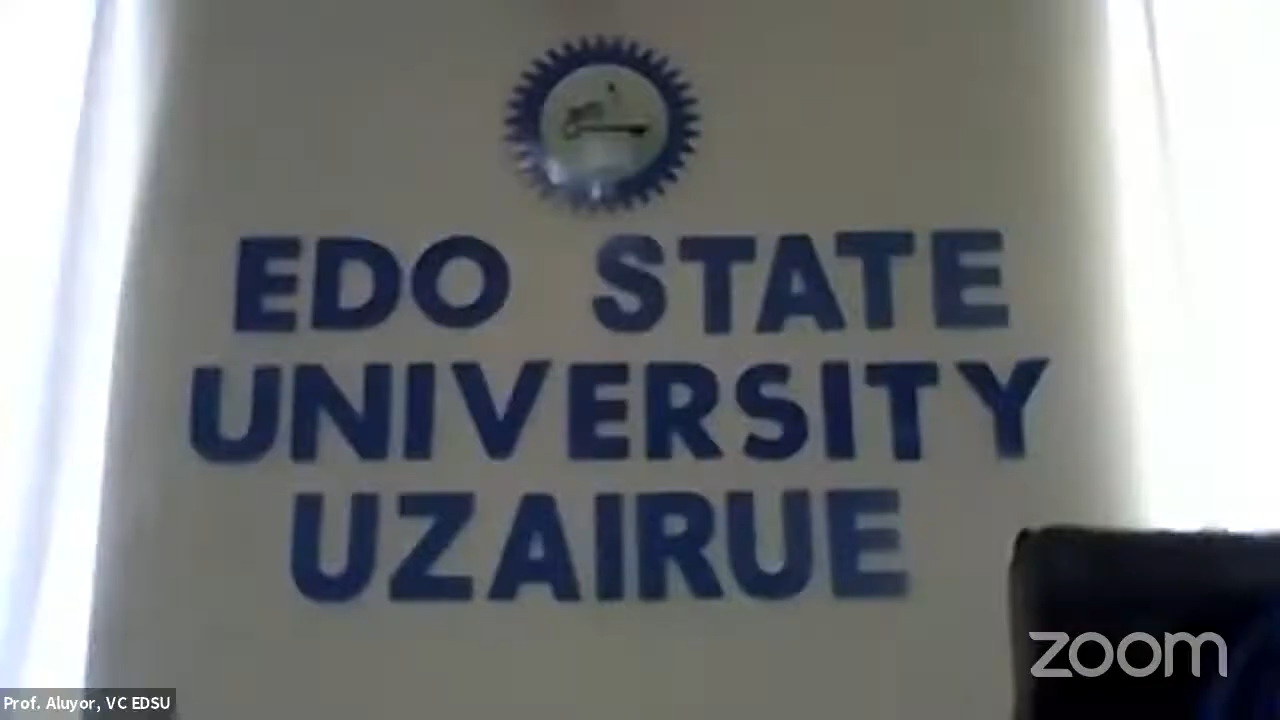 EDO STATE
UNIVERSITY
UZAIRUE
zoom
Prof. Aluyor, VC EDSU